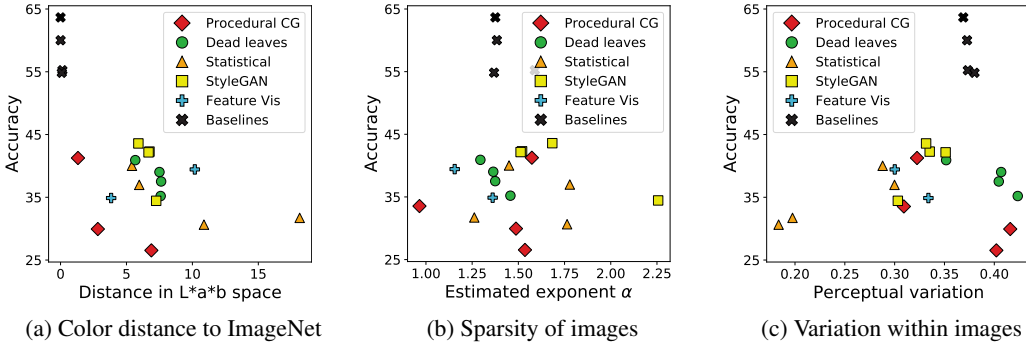 65
55
45
35
25
Accuracy
0
5
10
15
Distance in L*a*b space
Procedural CG
Dead leaves
Statistical
StyleGAN
Feature Vis
Baselines
(a) Color distance to ImageNet
65
55
45
35
25
Accuracy
1.00
1.25
1.50
1.75
2.00
2.25
Estimated exponent α
Procedural CG
Dead leaves
Statistical
StyleGAN
Feature Vis
Baselines
(b) Sparsity of images
65
55
45
35
25
Accuracy
0.20
0.25
0.30
0.35
0.40
Perceptual variation
Procedural CG
Dead leaves
Statistical
StyleGAN
Feature Vis
Baselines
(c) Variation within images